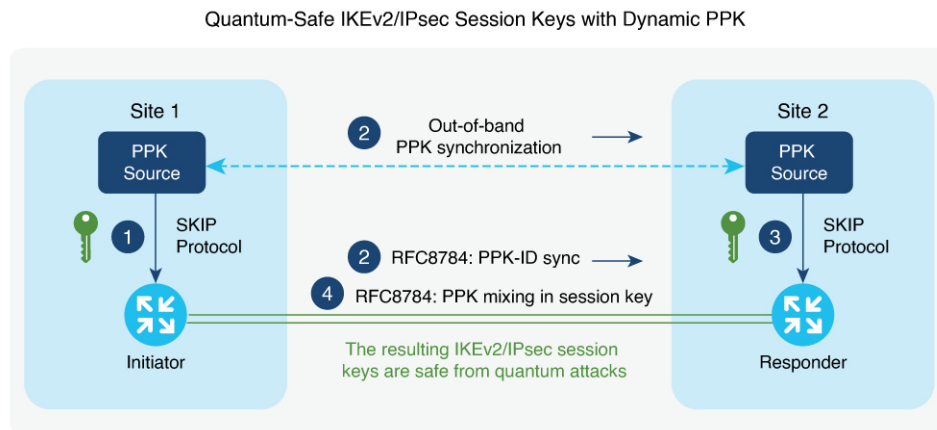 Quantum-Safe IKEv2/IPsec Session Keys with Dynamic PPK
Site 1
PPK
Source
1
SKIP
Protocol
Initiator
2
Out-of-band
PPK synchronization
2
RFC8784: PPK-ID sync
4
RFC8784: PPK mixing in session key
The resulting IKEv2/IPsec session
keys are safe from quantum attacks
Site 2
PPK
Source
3
SKIP
Protocol
Responder